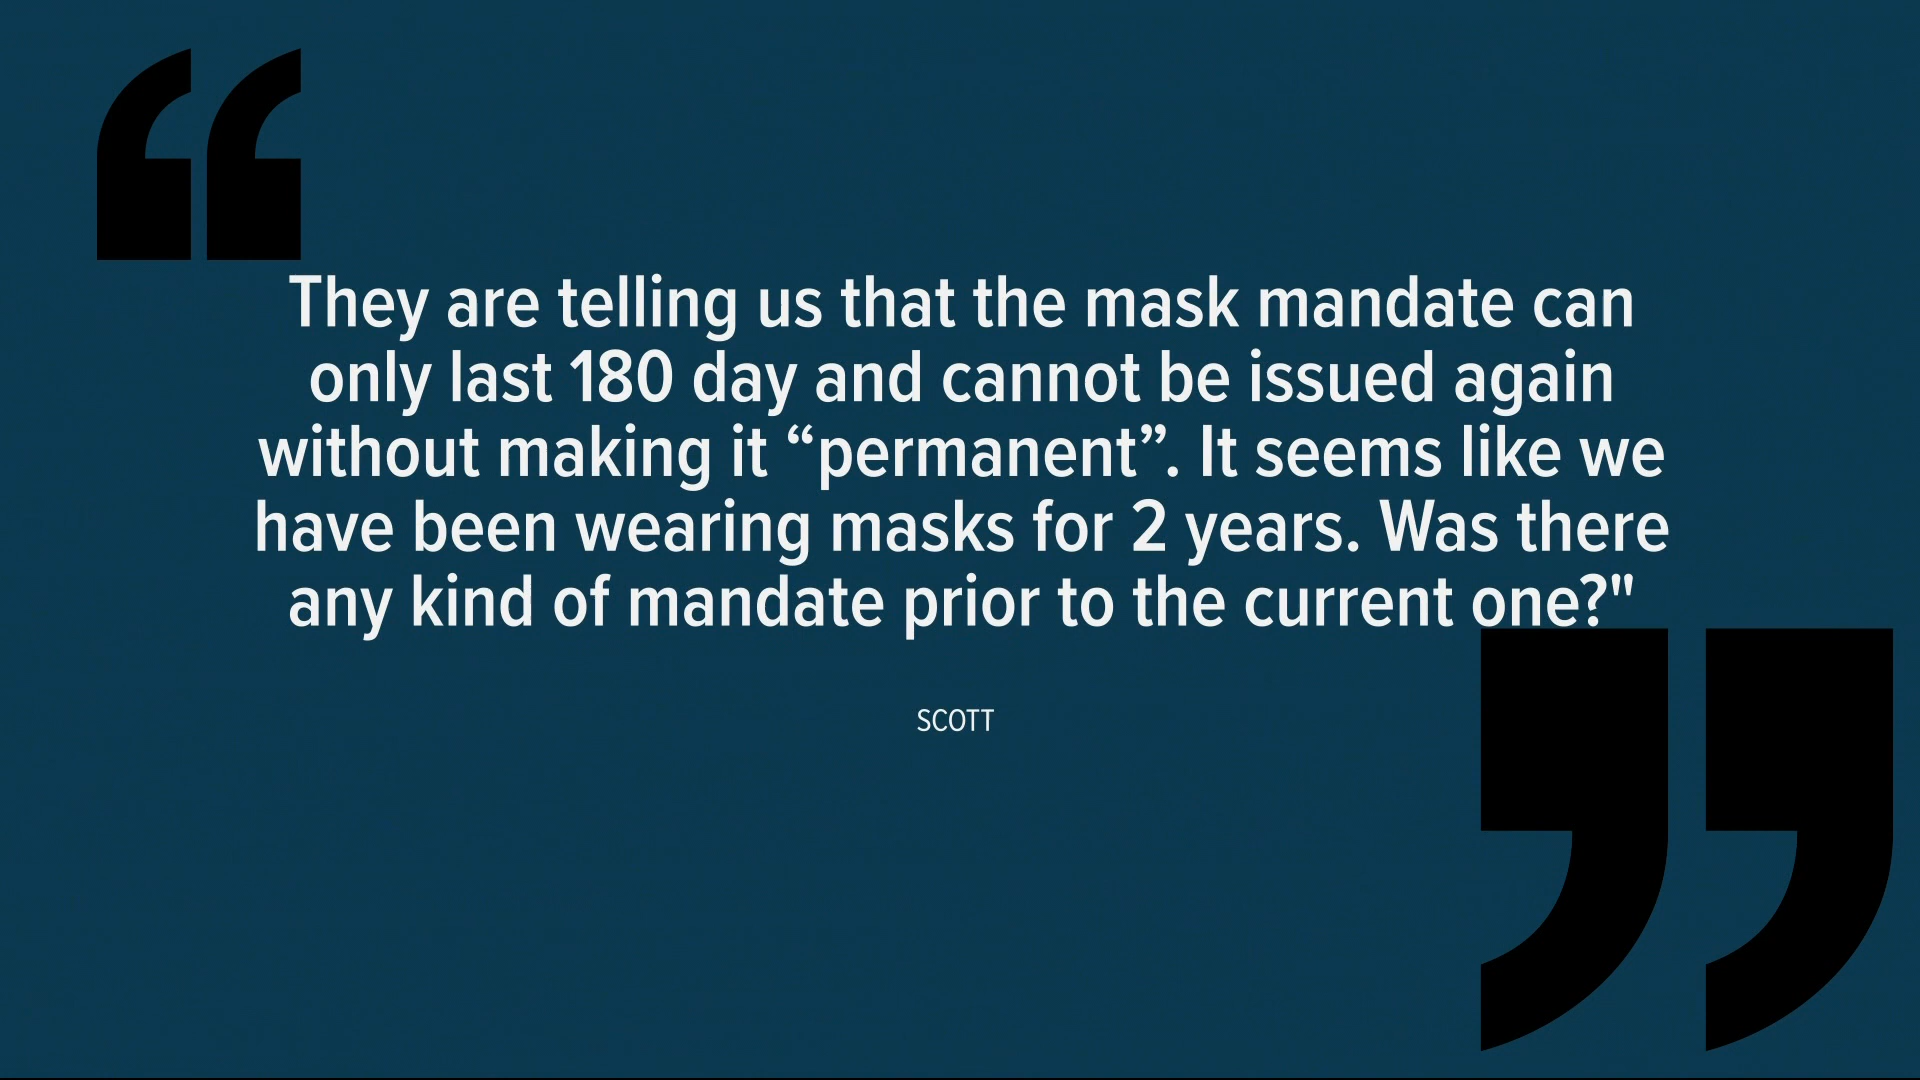 They are telling us that the mask mandate can
only last 180 day and cannot be issued again
without making it “permanent”. It seems like we
have been wearing masks for 2 years. Was there
any kind of mandate prior to the current one?"
SCOTT